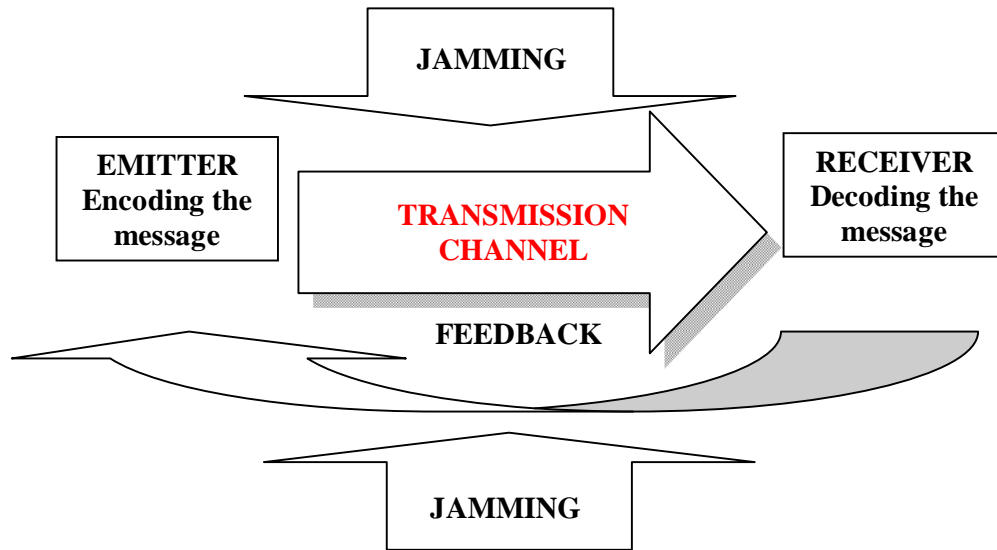 JAMMING
EMITTER
Encoding the
message
TRANSMISSION
CHANNEL
RECEIVER
Decoding the
message
FEEDBACK
JAMMING